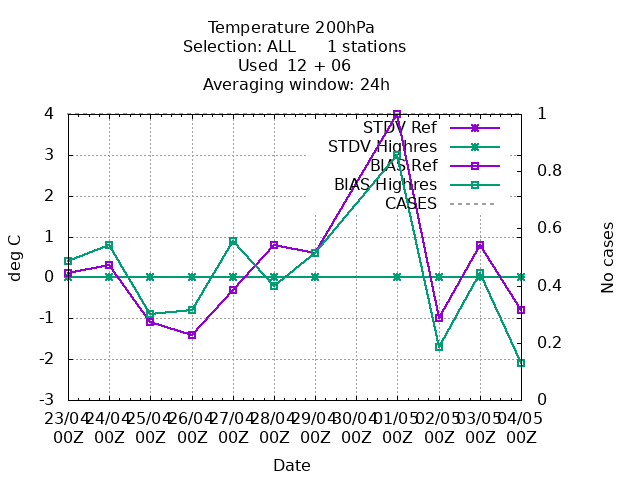 Temperature 200hPa
Selection: ALL 1 stations
Used 12 + 06
Averaging window: 24h
STDV Ref
STDV Highres
BIAS Ref
BIAS Highres
CASES
4
3
2
1
0
-1
-2
-3
1
0.8
0.6
0.4
0.2
0
deg C
No cases
23/04 24/04 25/04 26/04 27/04 28/04 29/04 30/04 01/05 02/05 03/05 04/05
00Z 00Z 00Z 00Z 00Z 00Z 00Z 00Z 00Z 00Z 00Z 00Z
Date